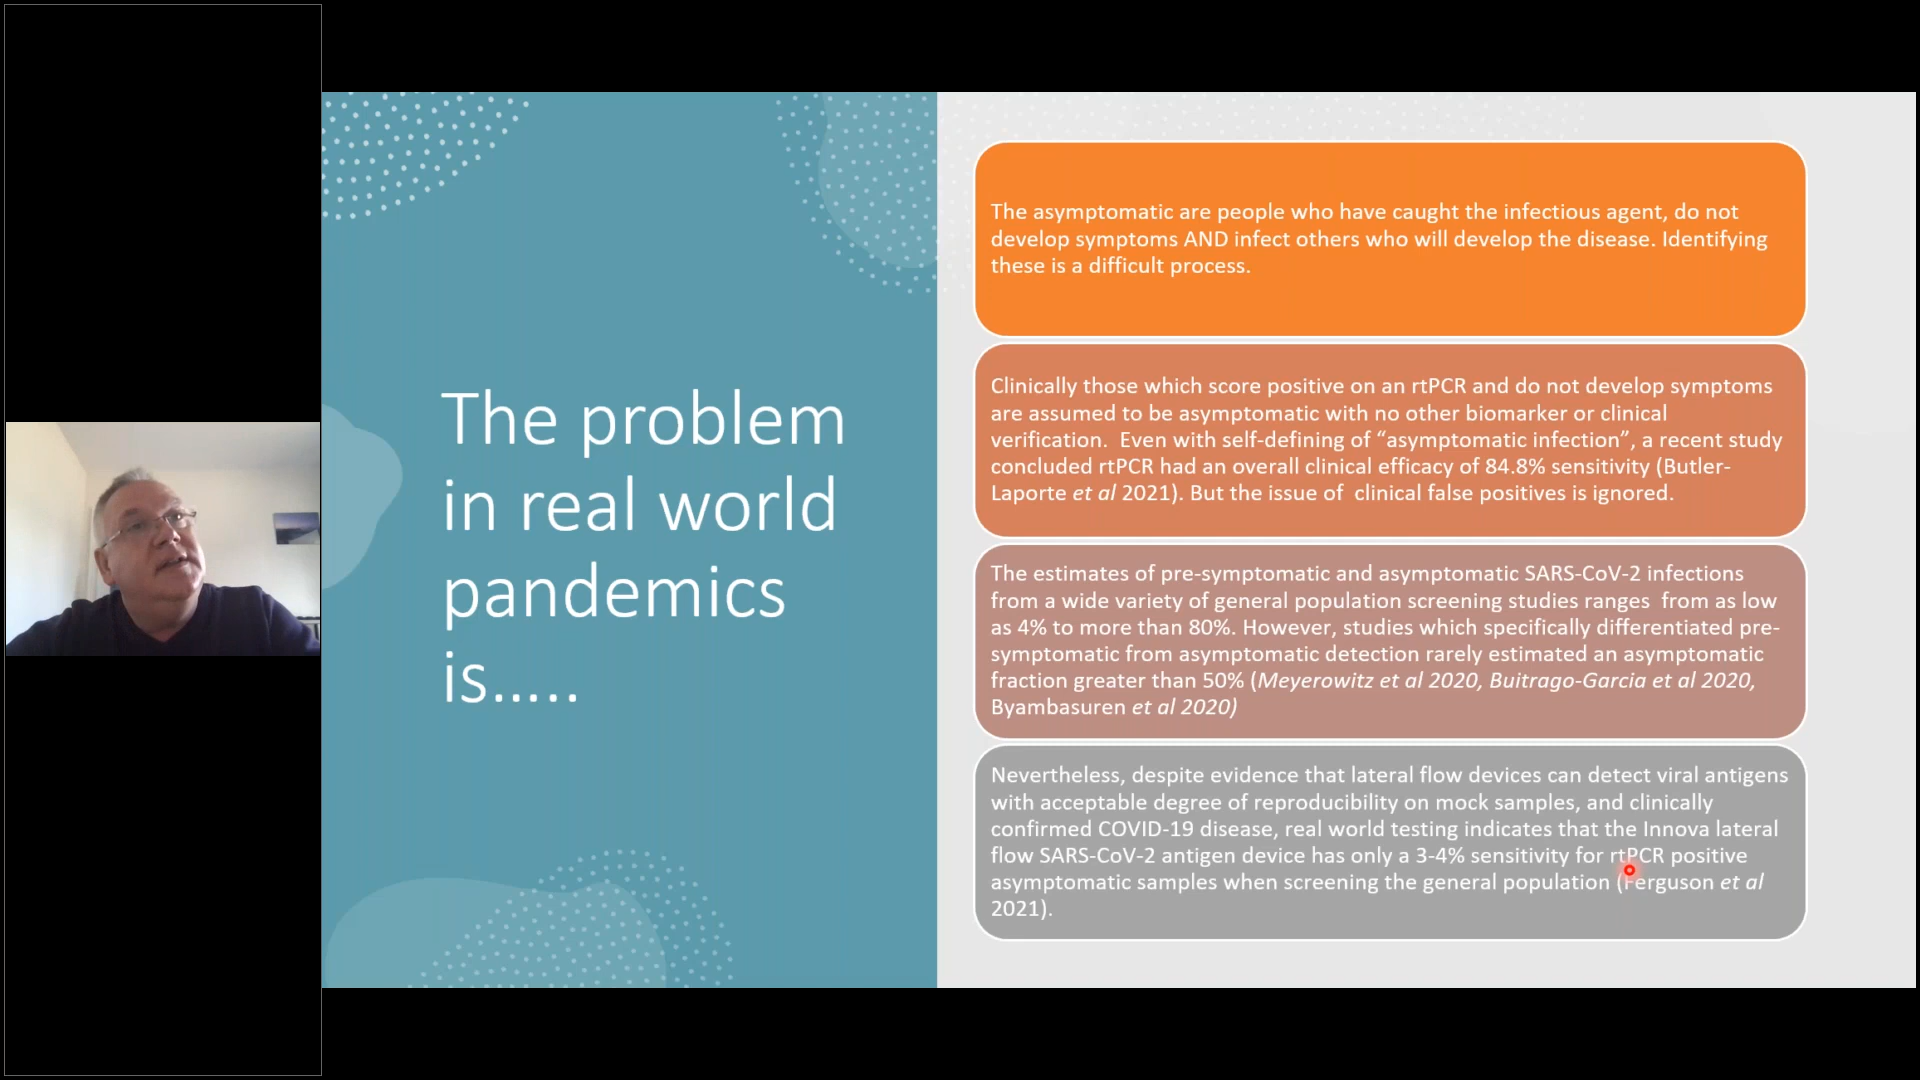 The problem
in real world
pandemics
is.....
The asymptomatic are people who have caught the infectious agent, do not
develop symptoms AND infect others who will develop the disease. Identifying
these is a difficult process.
Clinically those which score positive on an rtPCR and do not develop symptoms
are assumed to be asymptomatic with no other biomarker or clinical
verification.  Even with self-defining of “asymptomatic infection”, a recent study
concluded rtPCR had an overall clinical efficacy of 84.8% sensitivity (Butler-
Laporte et al 2021). But the issue of  clinical false positives is ignored.
The estimates of pre-symptomatic and asymptomatic SARS-CoV-2 infections
from a wide variety of general population screening studies ranges  from as low
as 4% to more than 80%. However, studies which specifically differentiated pre-
symptomatic from asymptomatic detection rarely estimated an asymptomatic
fraction greater than 50% (Meyerowitz et al 2020, Buitrago-Garcia et al 2020,
Byambasuren et al 2020)
Nevertheless, despite evidence that lateral flow devices can detect viral antigens
with acceptable degree of reproducibility on mock samples, and clinically
confirmed COVID-19 disease, real world testing indicates that the Innova lateral
flow SARS-CoV-2 antigen device has only a 3-4% sensitivity for rtPCR positive
asymptomatic samples when screening the general population (Ferguson et al
2021).